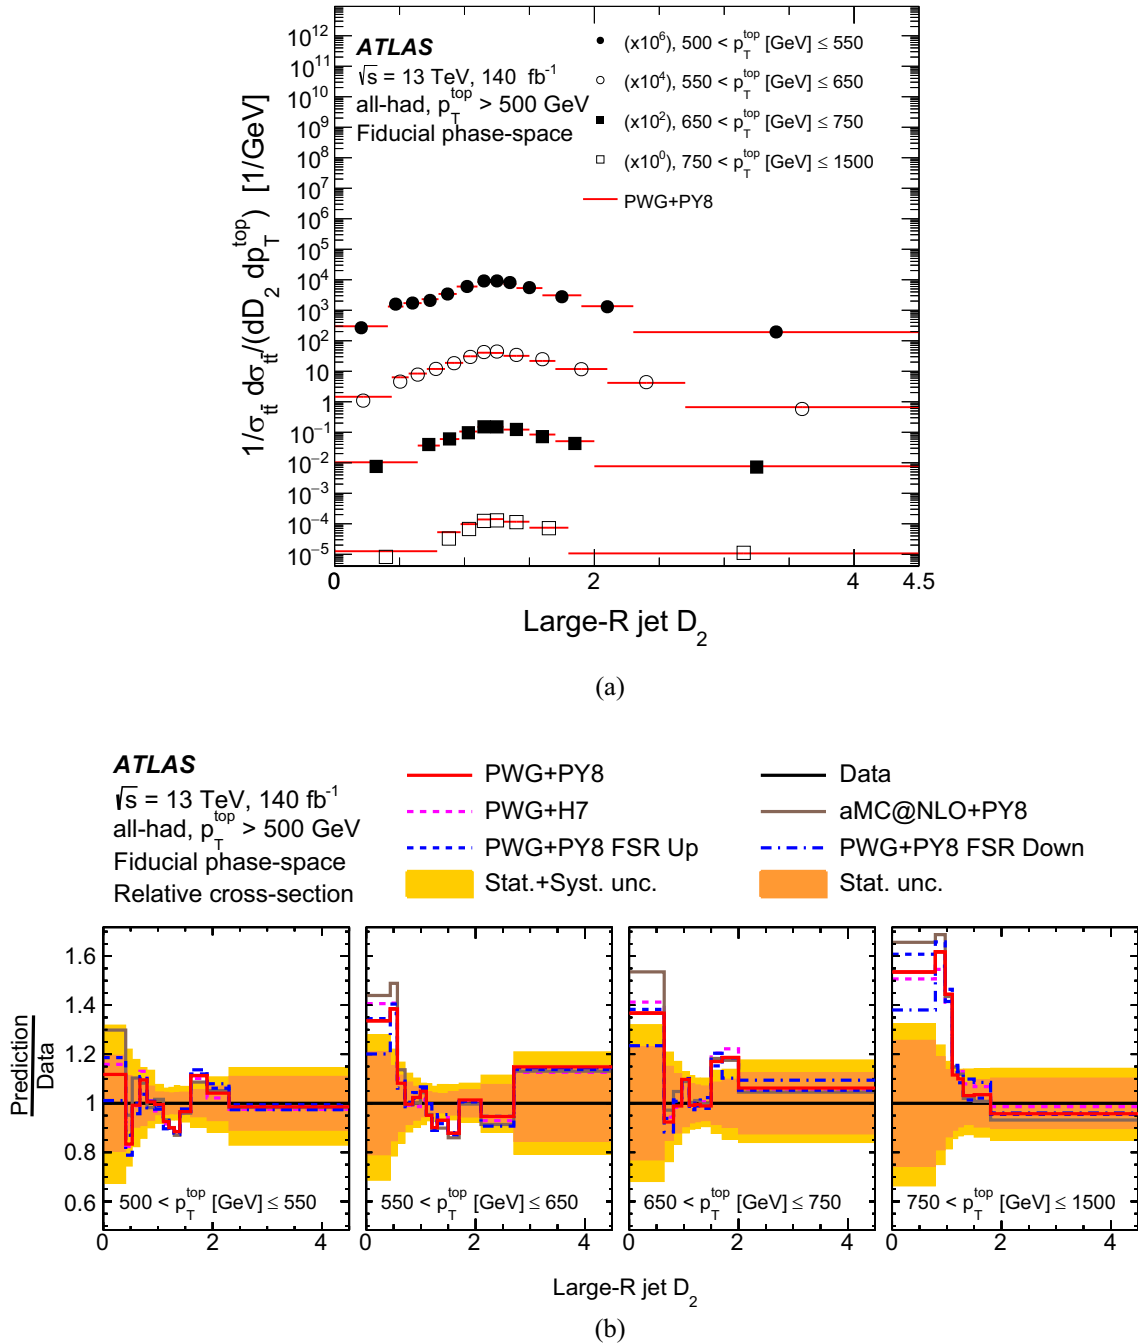 10¹²
10¹¹
10¹⁰
10⁹
10⁸
10⁷
10⁶
10⁵
10⁴
10³
10²
10
1
10⁻¹
10⁻²
10⁻³
10⁻⁴
10⁻⁵
1/σ_tt̄ dσ_tt̄/(dD₂ dp_T^top) [1/GeV]
ATLAS
√s = 13 TeV, 140 fb⁻¹
all-had, p_T^top > 500 GeV
Fiducial phase-space
(x10⁶), 500 < p_T^top [GeV] ≤ 550
(x10⁴), 550 < p_T^top [GeV] ≤ 650
(x10²), 650 < p_T^top [GeV] ≤ 750
(x10⁰), 750 < p_T^top [GeV] ≤ 1500
PWG+PY8
0 2 4 4.5
Large-R jet D₂
(a)
ATLAS
√s = 13 TeV, 140 fb⁻¹
all-had, p_T^top > 500 GeV
Fiducial phase-space
Relative cross-section
PWG+PY8
PWG+H7
PWG+PY8 FSR Up
Stat.+Syst. unc.
Data
aMC@NLO+PY8
PWG+PY8 FSR Down
Stat. unc.
Prediction
Data
1.6
1.4
1.2
1
0.8
0.6
500 < p_T^top [GeV] ≤ 550
550 < p_T^top [GeV] ≤ 650
650 < p_T^top [GeV] ≤ 750
750 < p_T^top [GeV] ≤ 1500
0 2 4 0 2 4 0 2 4 0 2 4
Large-R jet D₂
(b)